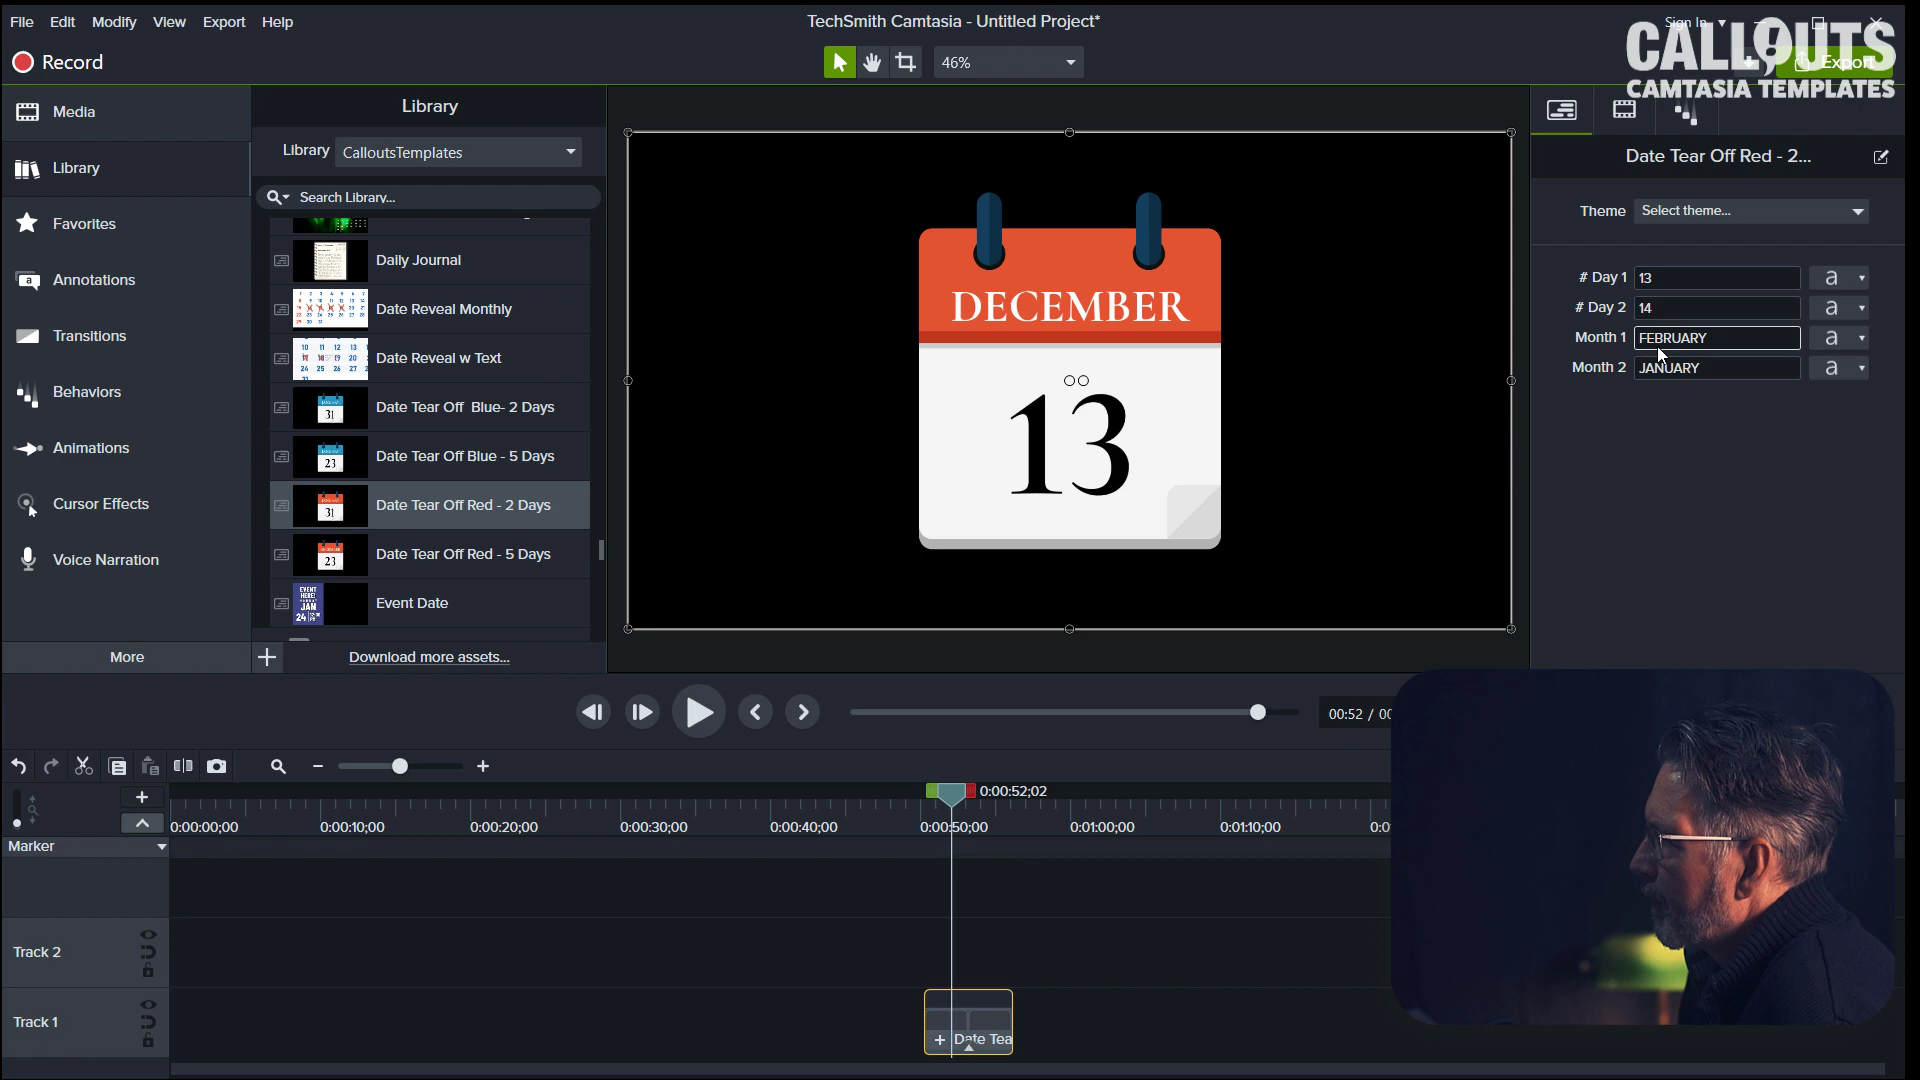 File Edit Modify View Export Help
TechSmith Camtasia - Untitled Project*
Sign In
CALLOUTS
CAMTASIA TEMPLATES
Record
46%
Export
Media
Library
Favorites
Annotations
Transitions
Behaviors
Animations
Cursor Effects
Voice Narration
More
Library
Library CalloutsTemplates
Search Library...
Daily Journal
Date Reveal Monthly
Date Reveal w Text
Date Tear Off Blue- 2 Days
Date Tear Off Blue - 5 Days
Date Tear Off Red - 2 Days
Date Tear Off Red - 5 Days
Event Date
Download more assets...
DECEMBER
13
Date Tear Off Red - 2...
Theme Select theme...
# Day 1 13 a
# Day 2 14 a
Month 1 FEBRUARY a
Month 2 JANUARY a
00:52 / 00
0:00:52;02
0:00:00;00 0:00:10;00 0:00:20;00 0:00:30;00 0:00:40;00 0:00:50;00 0:01:00;00 0:01:10;00 0:0
Marker
Track 2
Track 1
+ Date Tea